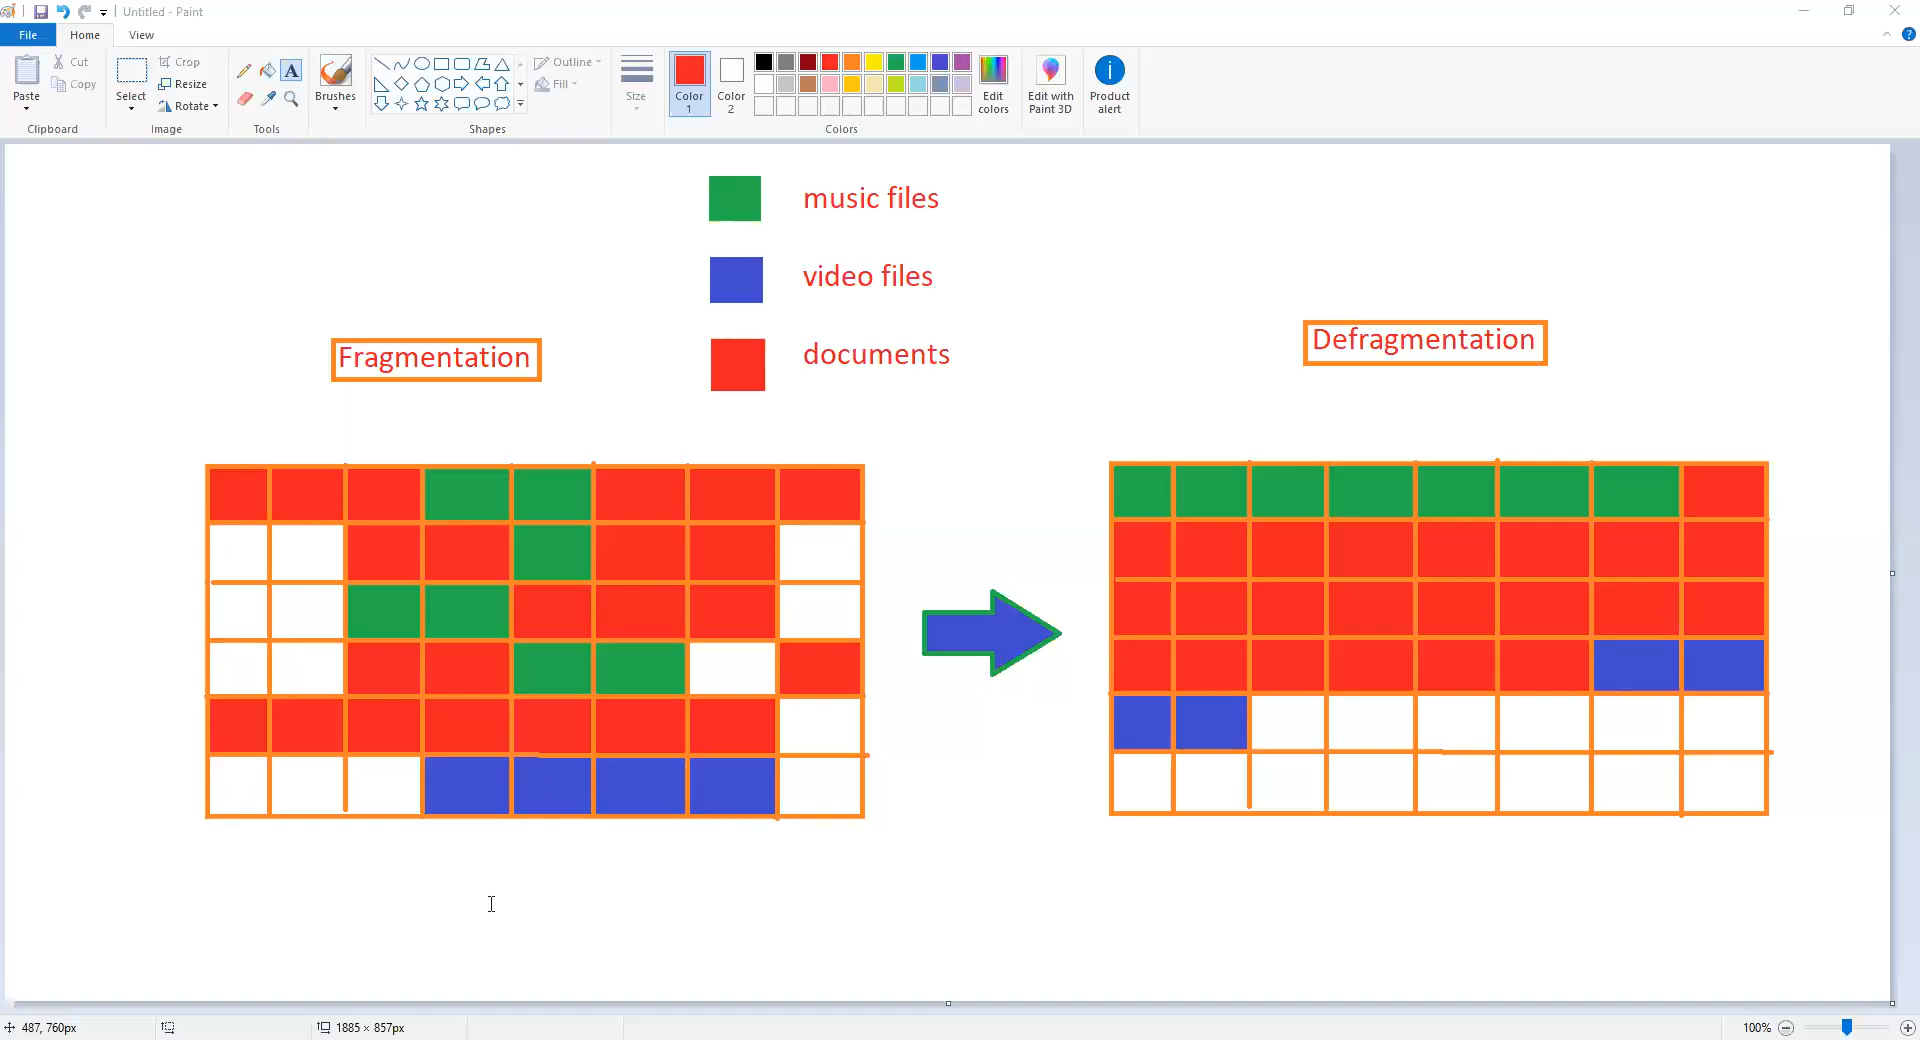 Untitled - Paint
File
Home
View
Paste
Cut
Copy
Clipboard
Select
Crop
Resize
Rotate
Image
A
Tools
Brushes
Outline
Fill
Shapes
Size
Color
1
Color
2
Edit
colors
Colors
Edit with
Paint 3D
Product
alert
music files
video files
documents
Fragmentation
Defragmentation
487, 760px
1885 × 857px
100%